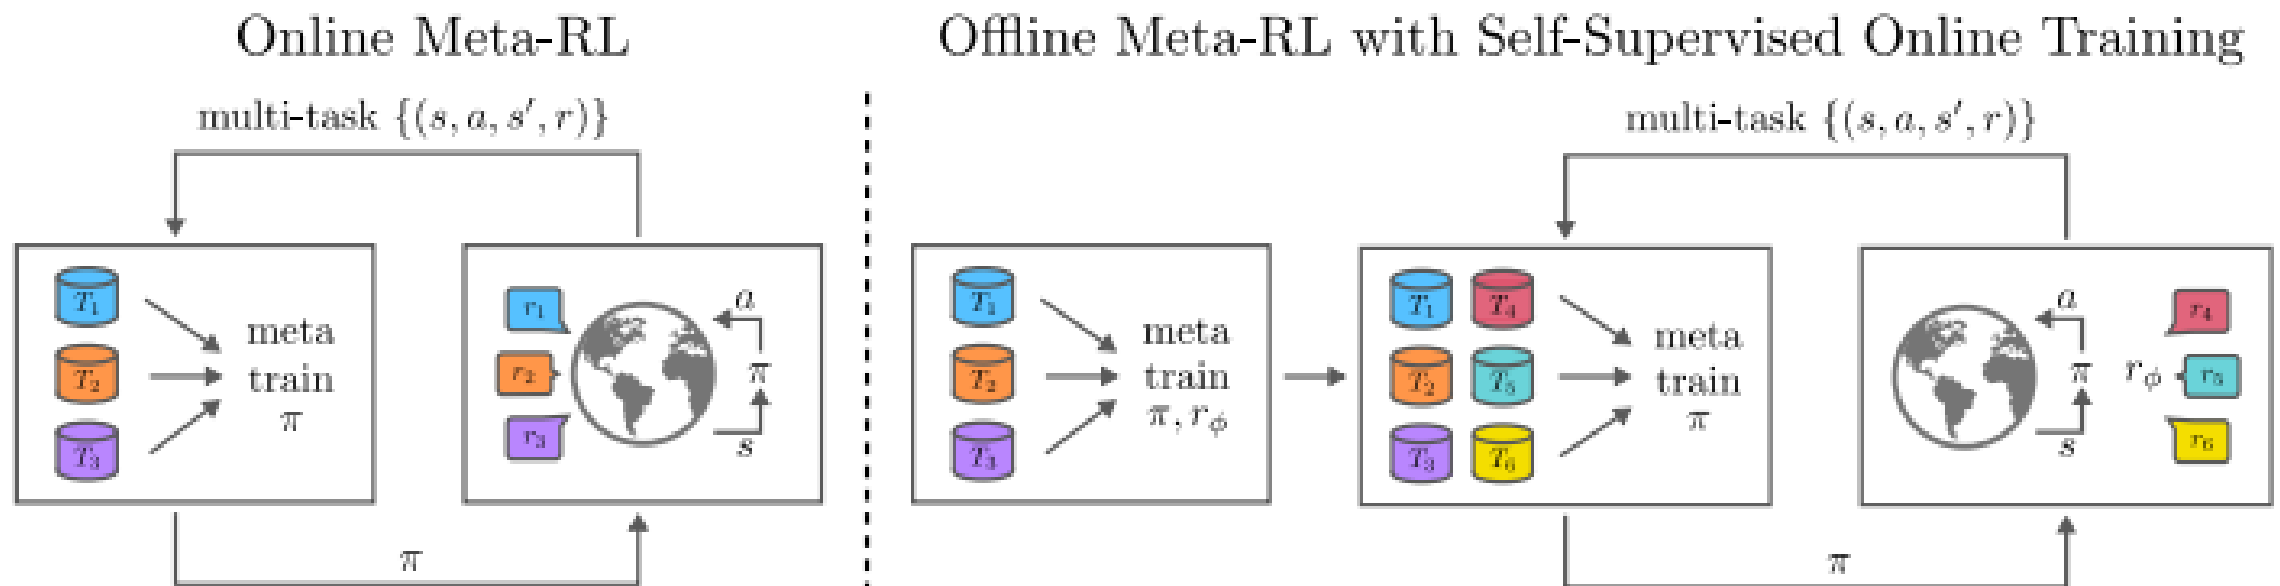 Online Meta-RL
multi-task {(s, a, s′, r)}
T₁
T₂
T₃
meta
train
π
r₁
r₂
r₃
a
π
s
π
Offline Meta-RL with Self-Supervised Online Training
multi-task {(s, a, s′, r)}
T₁
T₂
T₃
meta
train
π, r_ϕ
T₁
T₄
T₂
T₅
T₃
T₆
meta
train
π
a
π
s
r_ϕ
r₄
r₅
r₆
π